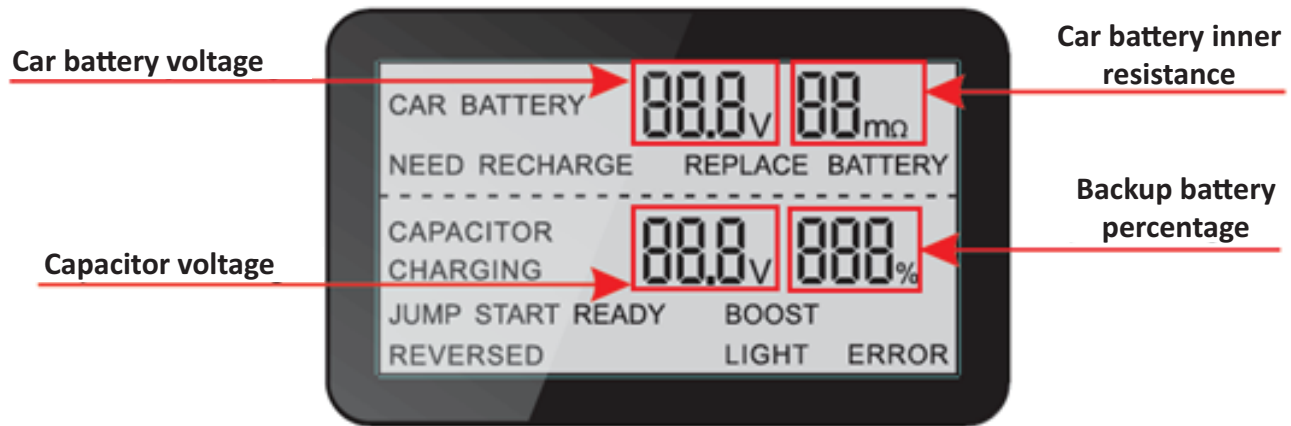 Car battery voltage
Car battery inner
resistance
CAR BATTERY 88.8V 88mΩ
NEED RECHARGE REPLACE BATTERY
Backup battery
percentage
CAPACITOR
CHARGING 88.8V 888%
Capacitor voltage
JUMP START READY BOOST
REVERSED LIGHT ERROR